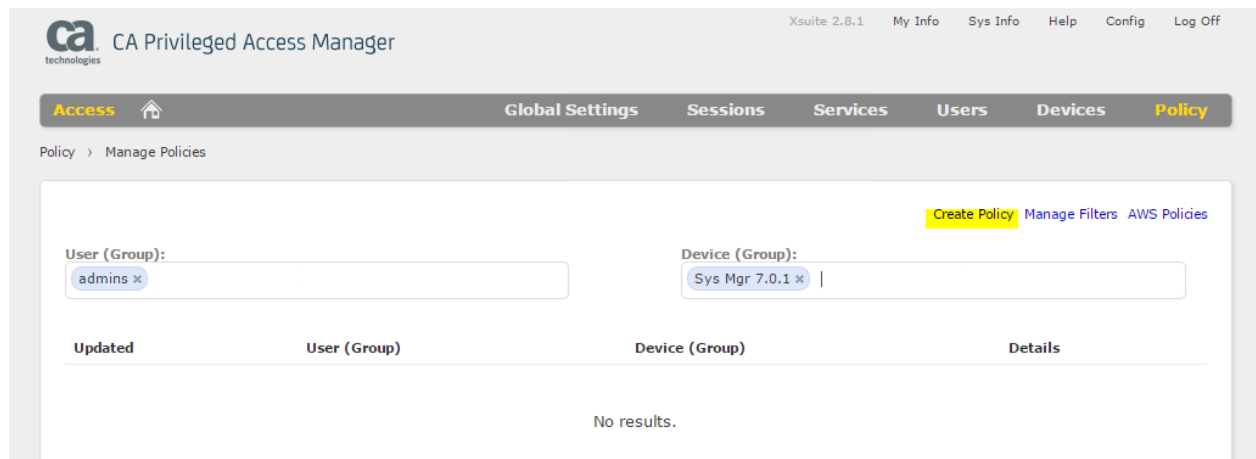 Xsuite 2.8.1 My Info Sys Info Help Config Log Off
ca technologies CA Privileged Access Manager
Access Global Settings Sessions Services Users Devices Policy
Policy › Manage Policies
Create Policy Manage Filters AWS Policies
User (Group): Device (Group):
admins × Sys Mgr 7.0.1 ×
Updated User (Group) Device (Group) Details
No results.